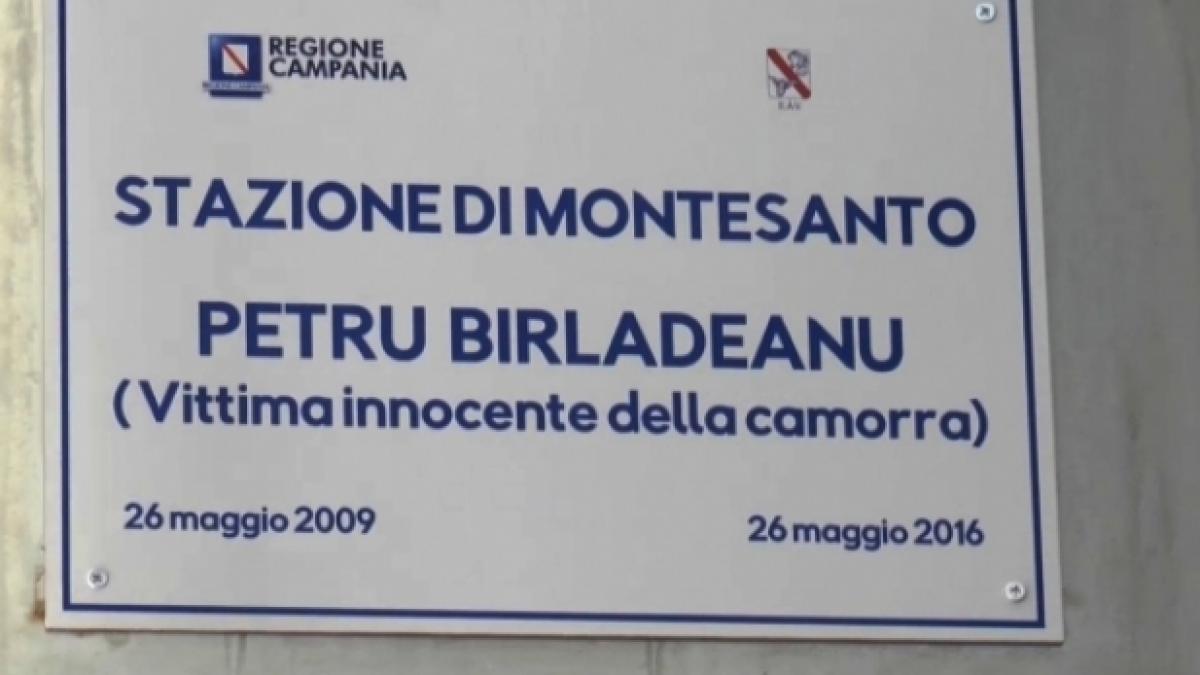 REGIONE
CAMPANIA
STAZIONE DI MONTESANTO
PETRU BIRLADEANU
(Vittima innocente della camorra)
26 maggio 2009 26 maggio 2016